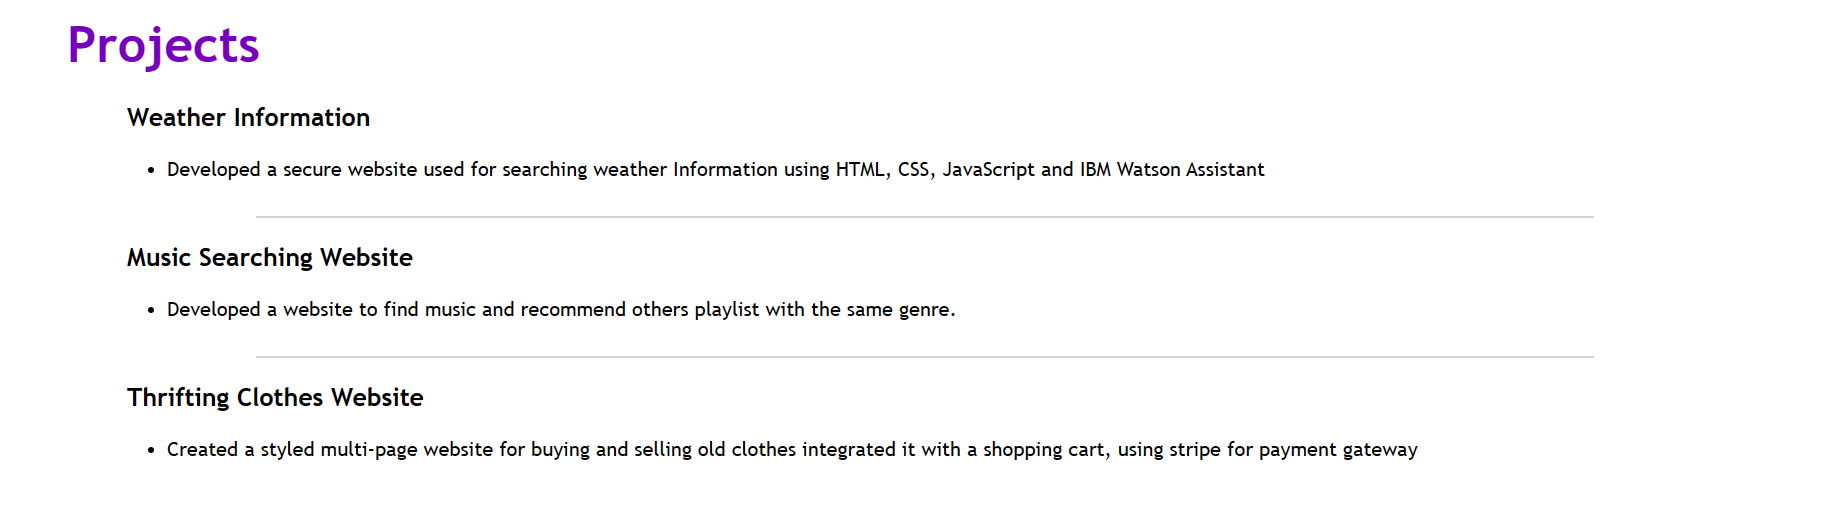 Projects
Weather Information
• Developed a secure website used for searching weather Information using HTML, CSS, JavaScript and IBM Watson Assistant
Music Searching Website
• Developed a website to find music and recommend others playlist with the same genre.
Thrifting Clothes Website
• Created a styled multi-page website for buying and selling old clothes integrated it with a shopping cart, using stripe for payment gateway